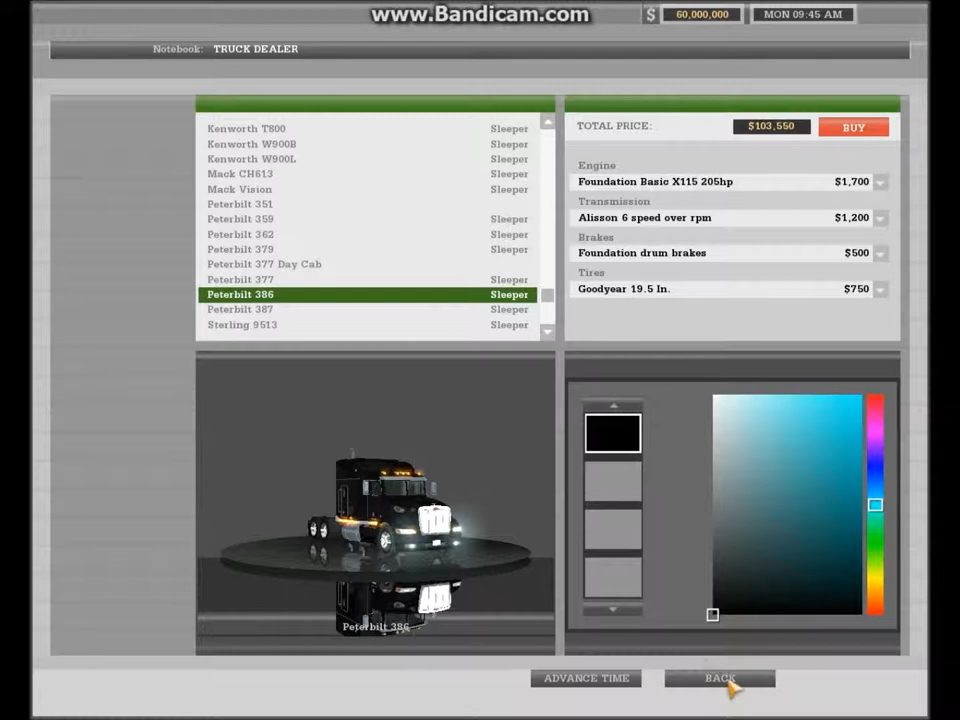 www.Bandicam.com
$ 60,000,000 MON 09:45 AM
Notebook: TRUCK DEALER
Kenworth T800 Sleeper
Kenworth W900B Sleeper
Kenworth W900L Sleeper
Mack CH613 Sleeper
Mack Vision Sleeper
Peterbilt 351
Peterbilt 359 Sleeper
Peterbilt 362 Sleeper
Peterbilt 379 Sleeper
Peterbilt 377 Day Cab
Peterbilt 377 Sleeper
Peterbilt 386 Sleeper
Peterbilt 387 Sleeper
Sterling 9513 Sleeper
TOTAL PRICE: $103,550 BUY
Engine
Foundation Basic X115 205hp $1,700
Transmission
Alisson 6 speed over rpm $1,200
Brakes
Foundation drum brakes $500
Tires
Goodyear 19.5 In. $750
Peterbilt 386
ADVANCE TIME BACK